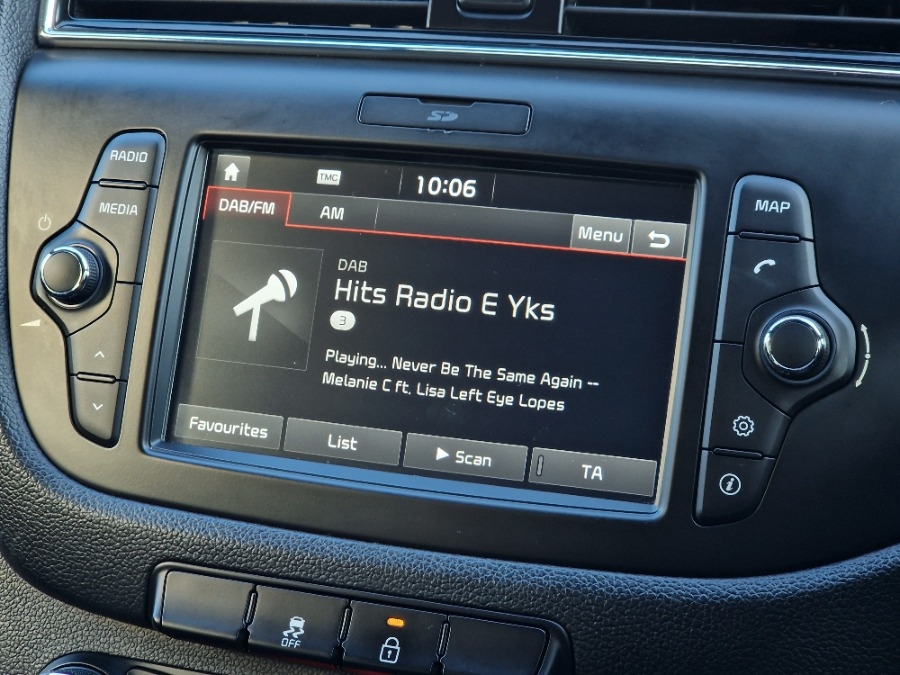 SD
RADIO
MEDIA
TMC
10:06
DAB/FM
AM
Menu
DAB
Hits Radio E Yks
3
Playing... Never Be The Same Again --
Melanie C ft. Lisa Left Eye Lopes
Favourites
List
Scan
TA
MAP
i
OFF